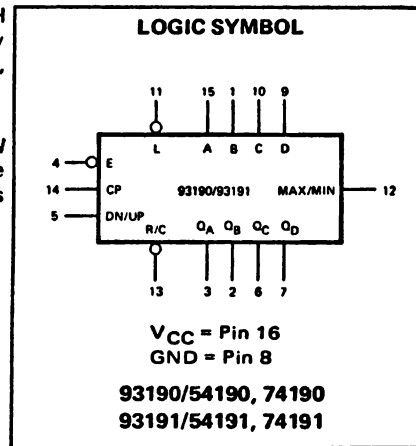 LOGIC SYMBOL
11 15 1 10 9
L A B C D
4 E
14 CP 93190/93191 MAX/MIN 12
5 DN/UP
R/C QA QB QC QD
13 3 2 6 7
VCC = Pin 16
GND = Pin 8
93190/54190, 74190
93191/54191, 74191